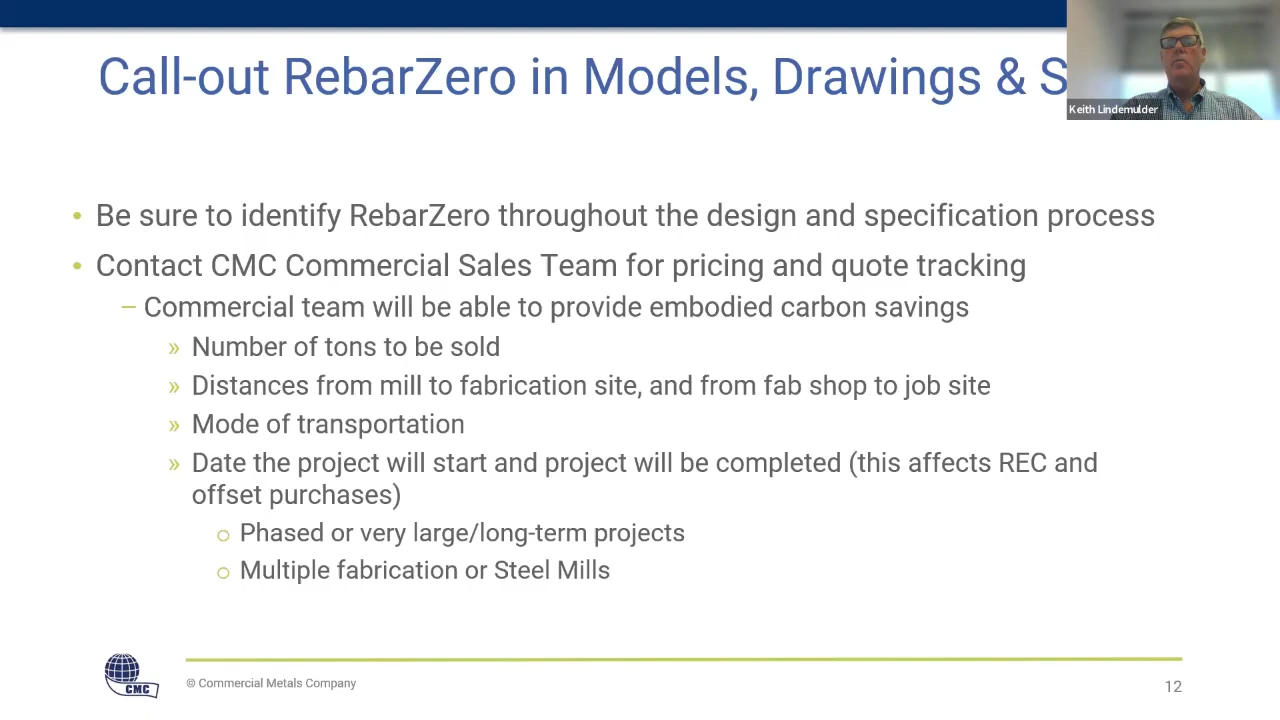 Call-out RebarZero in Models, Drawings & S
Keith Lindemulder
• Be sure to identify RebarZero throughout the design and specification process
• Contact CMC Commercial Sales Team for pricing and quote tracking
– Commercial team will be able to provide embodied carbon savings
» Number of tons to be sold
» Distances from mill to fabrication site, and from fab shop to job site
» Mode of transportation
» Date the project will start and project will be completed (this affects REC and
offset purchases)
o Phased or very large/long-term projects
o Multiple fabrication or Steel Mills
CMC
© Commercial Metals Company
12